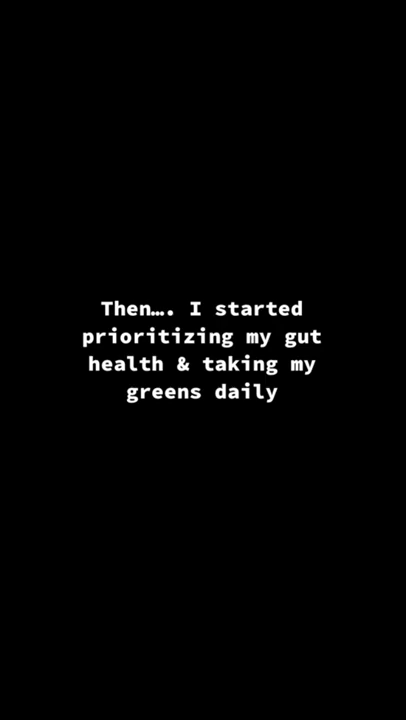 Then…. I started
prioritizing my gut
health & taking my
greens daily